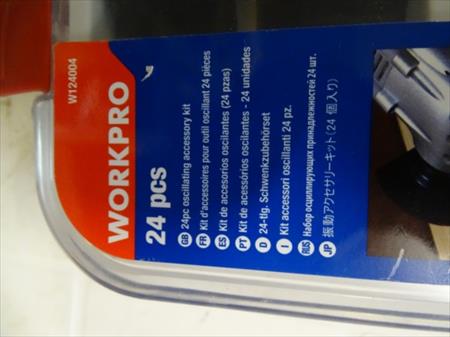 W124004
WORKPRO
24 pcs
GB 24pc oscillating accessory kit
FR Kit d'accessoires pour outil oscillant 24 pièces
ES Kit de accesorios oscilantes (24 pzas)
PT Kit de acessórios oscilantes - 24 unidades
D 24-tlg. Schwenkzubehörset
I Kit accessori oscillanti 24 pz.
RUS Набор осциллирующих принадлежностей 24 шт.
JP 振動アクセサリーキット(24 個入り)